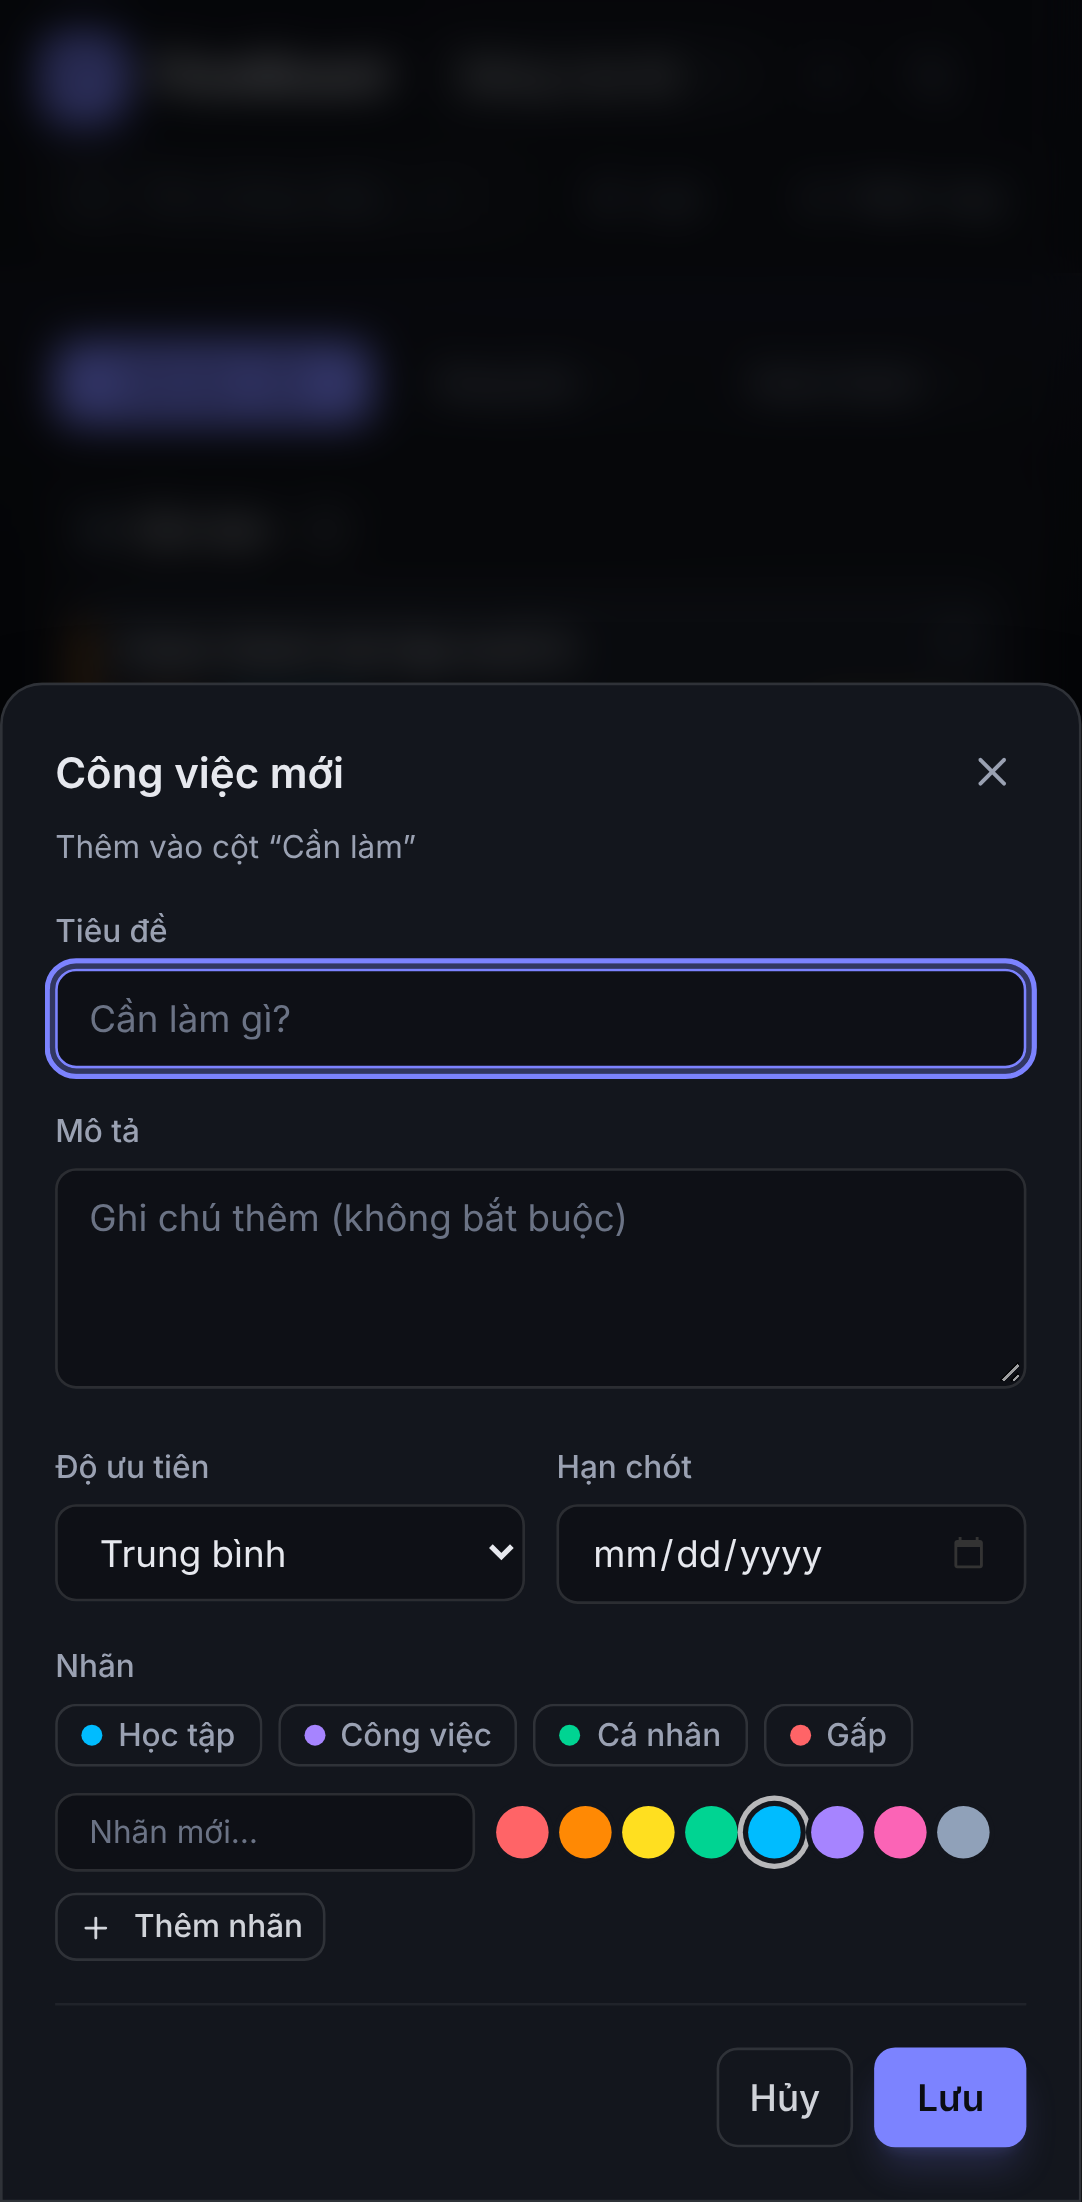 Công việc mới
Thêm vào cột “Cần làm”
Tiêu đề
Cần làm gì?
Mô tả
Ghi chú thêm (không bắt buộc)
Độ ưu tiên
Hạn chót
Trung bình
mm/dd/yyyy
Nhãn
Học tập
Công việc
Cá nhân
Gấp
Nhãn mới...
+ Thêm nhãn
Hủy
Lưu